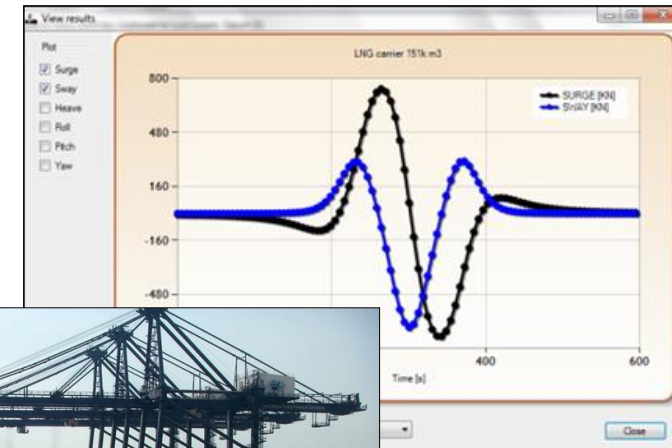 View results
Plot
Surge
Sway
Heave
Roll
Pitch
Yaw
LNG carrier 151k m3
SURGE [KN]
SWAY [KN]
800
480
160
-160
-480
400
600
Time [s]
Close